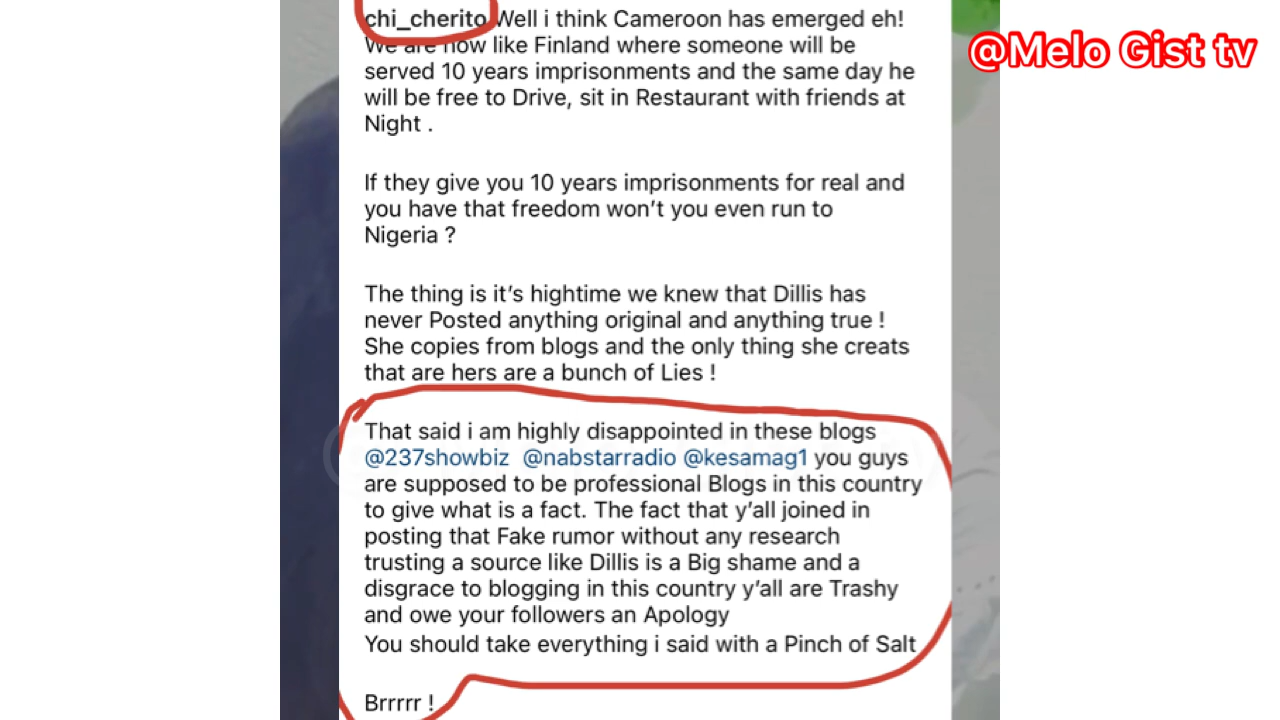 chi_cherito Well i think Cameroon has emerged eh!
We are now like Finland where someone will be
served 10 years imprisonments and the same day he
will be free to Drive, sit in Restaurant with friends at
Night .
If they give you 10 years imprisonments for real and
you have that freedom won't you even run to
Nigeria ?
The thing is it's hightime we knew that Dillis has
never Posted anything original and anything true !
She copies from blogs and the only thing she creats
that are hers are a bunch of Lies !
That said i am highly disappointed in these blogs
@237showbiz @nabstarradio @kesamag1 you guys
are supposed to be professional Blogs in this country
to give what is a fact. The fact that y'all joined in
posting that Fake rumor without any research
trusting a source like Dillis is a Big shame and a
disgrace to blogging in this country y'all are Trashy
and owe your followers an Apology
You should take everything i said with a Pinch of Salt
Brrrrr !
@Melo Gist tv